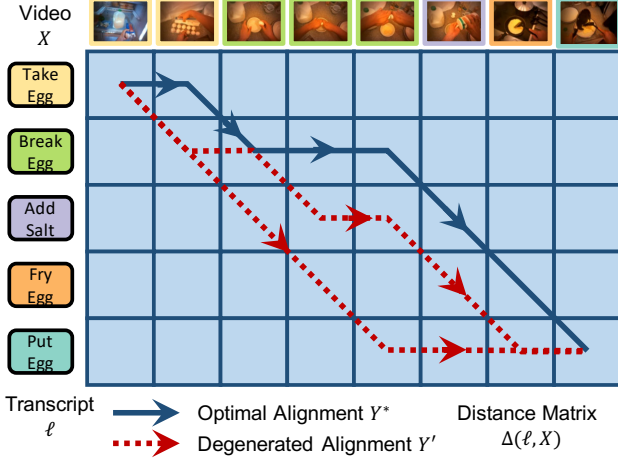 Video
X
Take
Egg
Break
Egg
Add
Salt
Fry
Egg
Put
Egg
Transcript
ℓ
Optimal Alignment Y*
Degenerated Alignment Y′
Distance Matrix
Δ(ℓ, X)